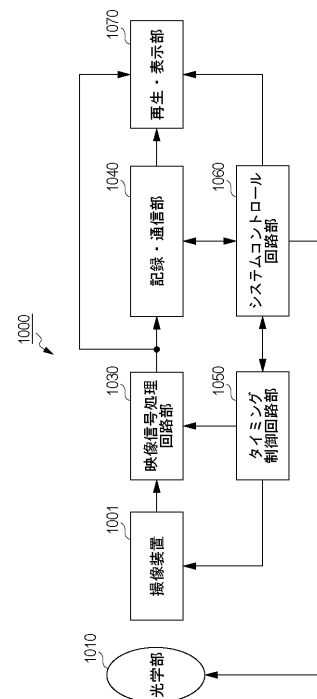 1000
1010
光学部
1001
撮像装置
1030
映像信号処理
回路部
1040
記録・通信部
1070
再生・表示部
1050
タイミング
制御回路部
1060
システムコントロール
回路部